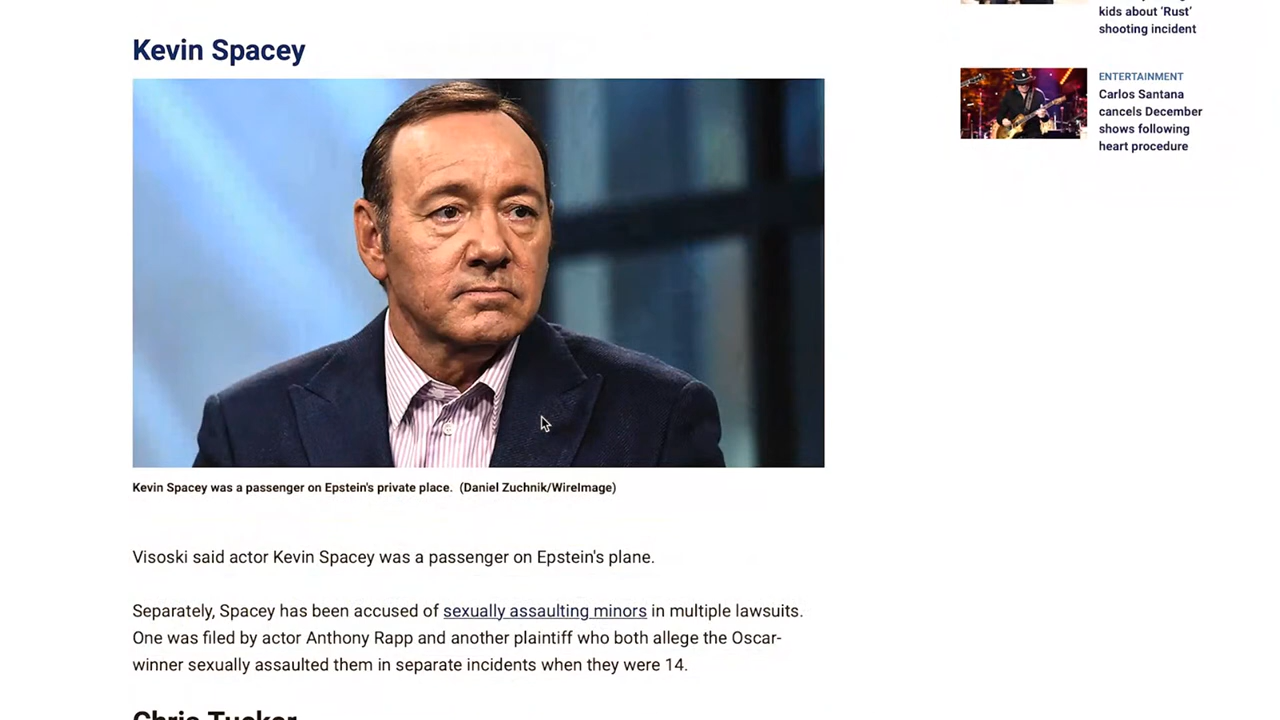 Kevin Spacey
Kevin Spacey was a passenger on Epstein's private place. (Daniel Zuchnik/WireImage)
Visoski said actor Kevin Spacey was a passenger on Epstein's plane.
Separately, Spacey has been accused of sexually assaulting minors in multiple lawsuits.
One was filed by actor Anthony Rapp and another plaintiff who both allege the Oscar-
winner sexually assaulted them in separate incidents when they were 14.
Chris Tucker
kids about ‘Rust’
shooting incident
ENTERTAINMENT
Carlos Santana
cancels December
shows following
heart procedure